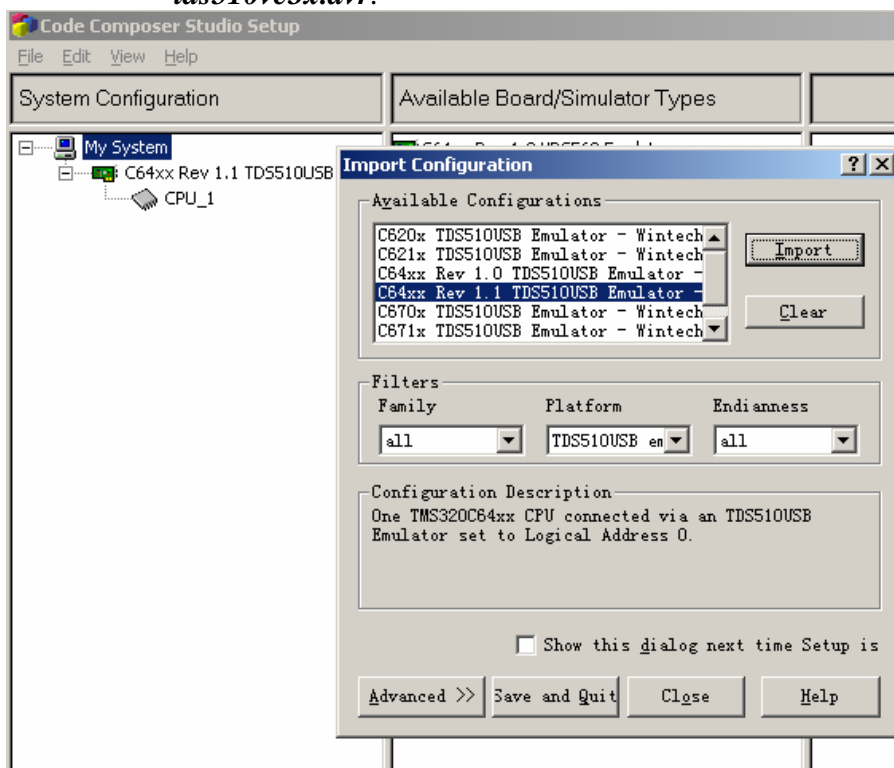 Code Composer Studio Setup
File Edit View Help
System Configuration
Available Board/Simulator Types
My System
C64xx Rev 1.1 TDS510USB
CPU_1
Import Configuration
Available Configurations
C620x TDS510USB Emulator - Wintech
C621x TDS510USB Emulator - Wintech
C64xx Rev 1.0 TDS510USB Emulator -
C64xx Rev 1.1 TDS510USB Emulator -
C670x TDS510USB Emulator - Wintech
C671x TDS510USB Emulator - Wintech
Import
Clear
Filters
Family Platform Endianness
all TDS510USB en all
Configuration Description
One TMS320C64xx CPU connected via an TDS510USB
Emulator set to Logical Address 0.
Show this dialog next time Setup is
Advanced >> Save and Quit Close Help